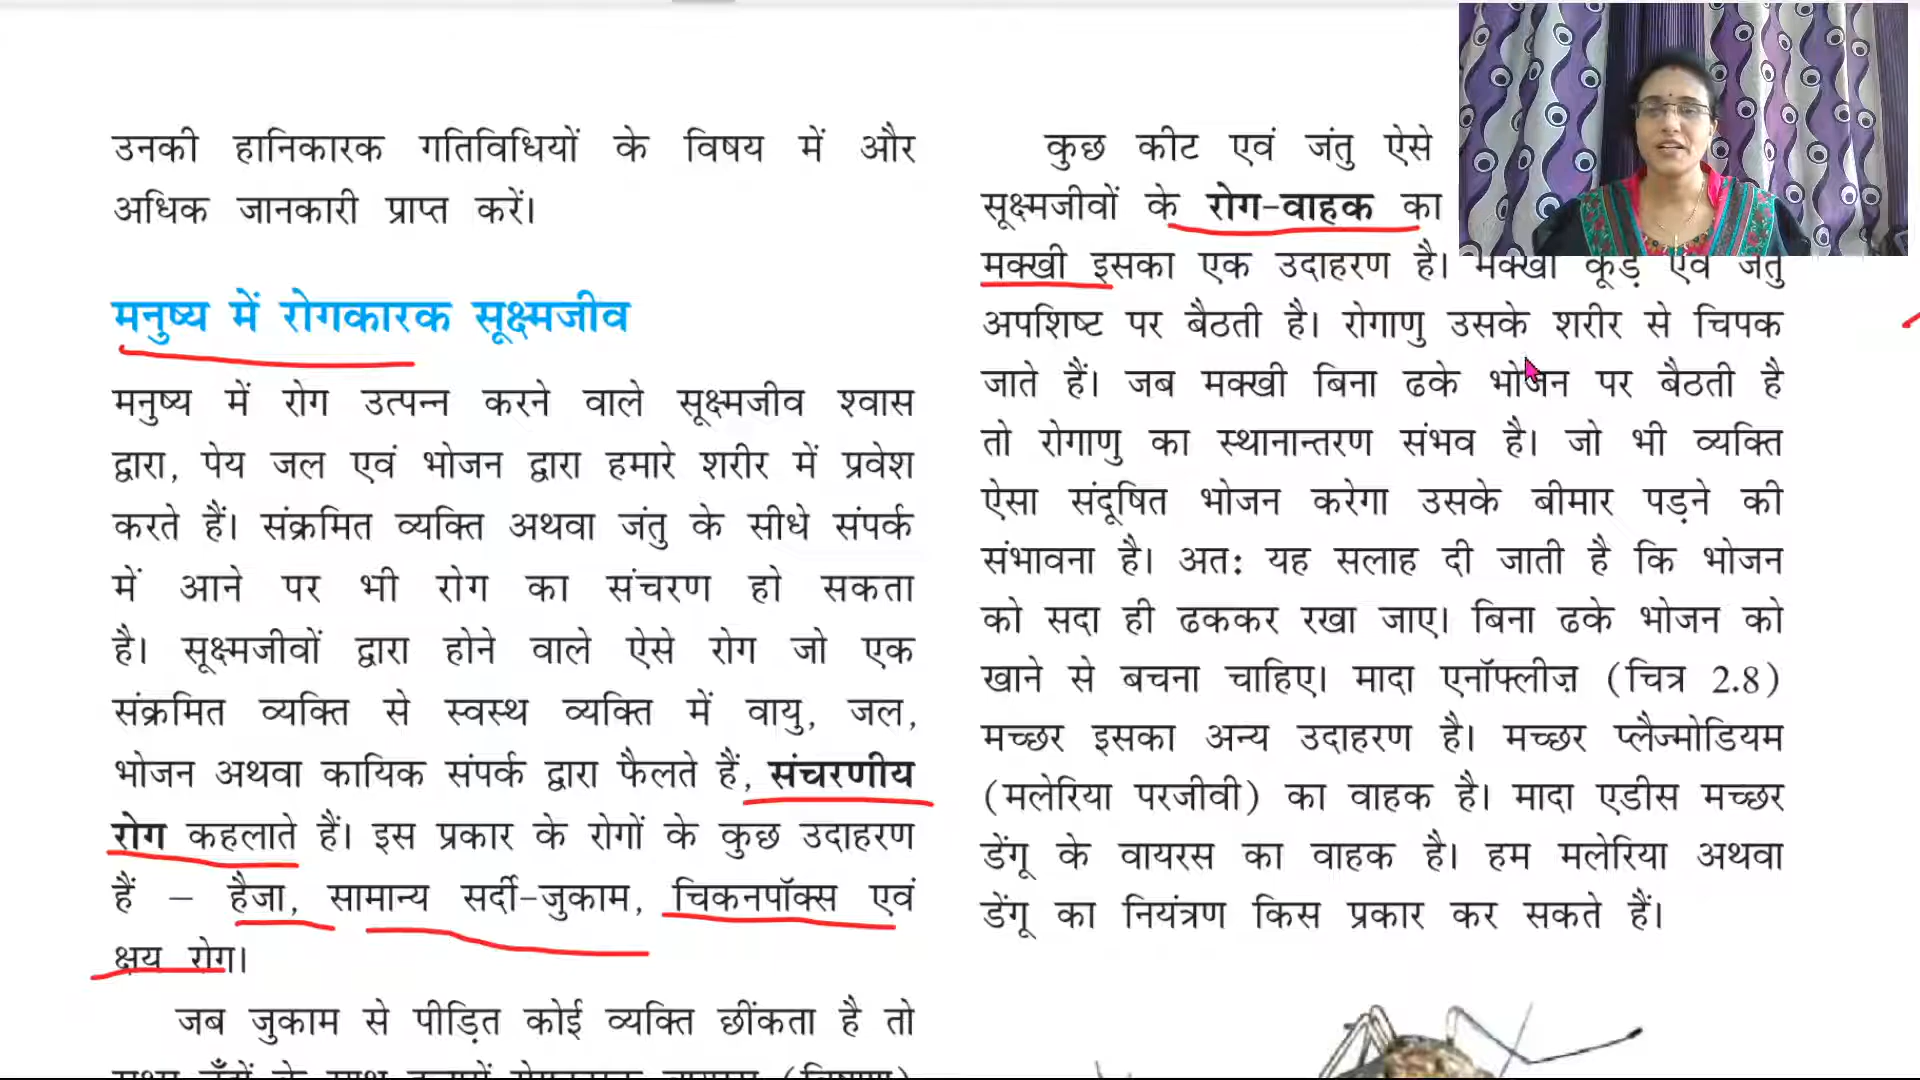 उनकी हानिकारक गतिविधियों के विषय में और
अधिक जानकारी प्राप्त करें।
मनुष्य में रोगकारक सूक्ष्मजीव
मनुष्य में रोग उत्पन्न करने वाले सूक्ष्मजीव श्वास
द्वारा, पेय जल एवं भोजन द्वारा हमारे शरीर में प्रवेश
करते हैं। संक्रमित व्यक्ति अथवा जंतु के सीधे संपर्क
में आने पर भी रोग का संचरण हो सकता
है। सूक्ष्मजीवों द्वारा होने वाले ऐसे रोग जो एक
संक्रमित व्यक्ति से स्वस्थ व्यक्ति में वायु, जल,
भोजन अथवा कायिक संपर्क द्वारा फैलते हैं, संचरणीय
रोग कहलाते हैं। इस प्रकार के रोगों के कुछ उदाहरण
हैं – हैजा, सामान्य सर्दी-जुकाम, चिकनपॉक्स एवं
क्षय रोग।
जब जुकाम से पीड़ित कोई व्यक्ति छींकता है तो
कुछ कीट एवं जंतु ऐसे
सूक्ष्मजीवों के रोग-वाहक का
मक्खी इसका एक उदाहरण है। मक्खी कूड़े एवं जंतु
अपशिष्ट पर बैठती है। रोगाणु उसके शरीर से चिपक
जाते हैं। जब मक्खी बिना ढके भोजन पर बैठती है
तो रोगाणु का स्थानान्तरण संभव है। जो भी व्यक्ति
ऐसा संदूषित भोजन करेगा उसके बीमार पड़ने की
संभावना है। अतः यह सलाह दी जाती है कि भोजन
को सदा ही ढककर रखा जाए। बिना ढके भोजन को
खाने से बचना चाहिए। मादा एनॉफ्लीज़ (चित्र 2.8)
मच्छर इसका अन्य उदाहरण है। मच्छर प्लैज्मोडियम
(मलेरिया परजीवी) का वाहक है। मादा एडीस मच्छर
डेंगू के वायरस का वाहक है। हम मलेरिया अथवा
डेंगू का नियंत्रण किस प्रकार कर सकते हैं।